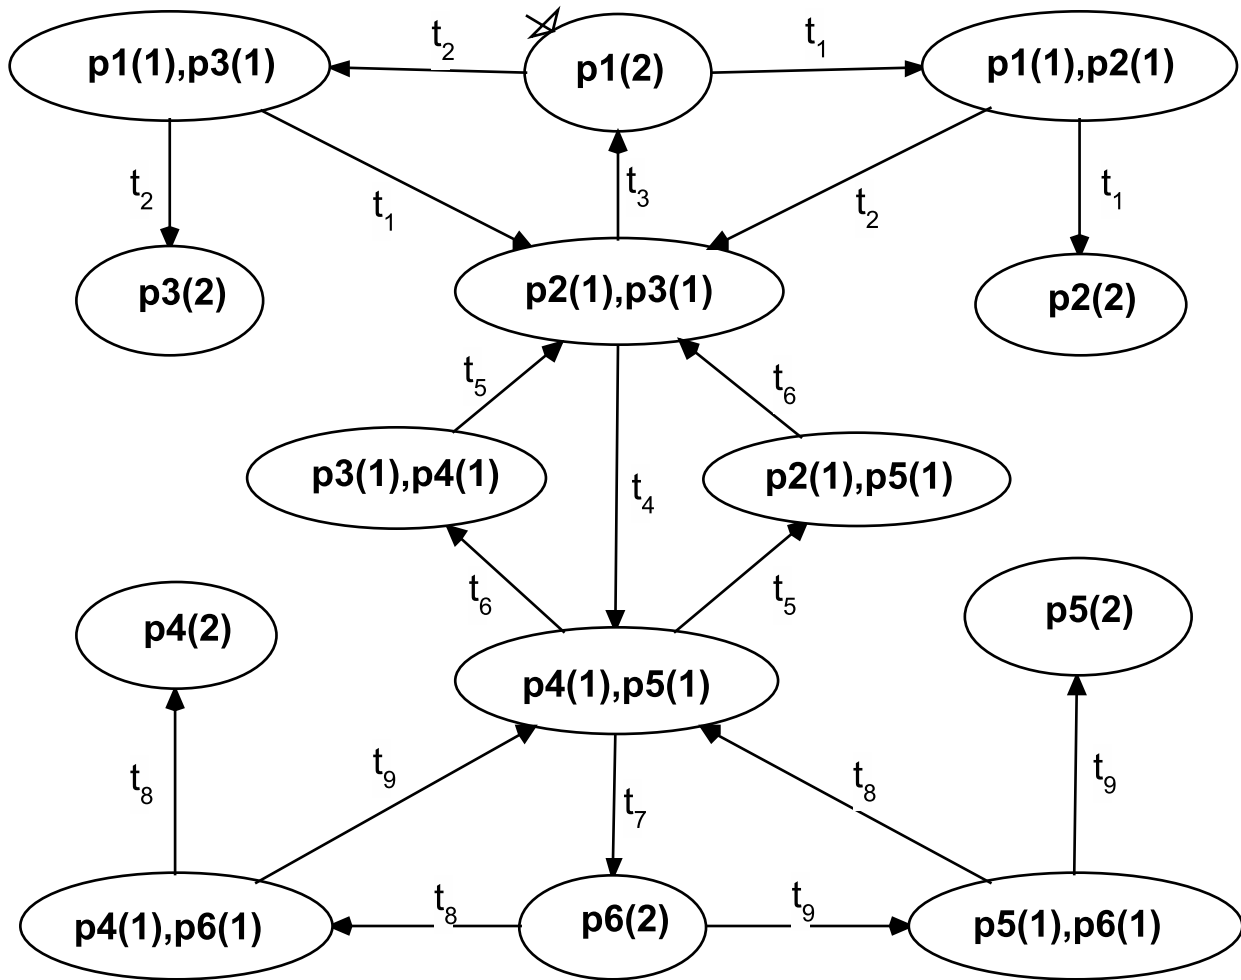 t2
t1
p1(1),p3(1)
p1(2)
p1(1),p2(1)
t2
t1
t3
t2
t1
p3(2)
p2(1),p3(1)
p2(2)
t5
t6
p3(1),p4(1)
t4
p2(1),p5(1)
t6
t5
p4(2)
p5(2)
p4(1),p5(1)
t8
t9
t7
t8
t9
p4(1),p6(1)
t8
p6(2)
t9
p5(1),p6(1)